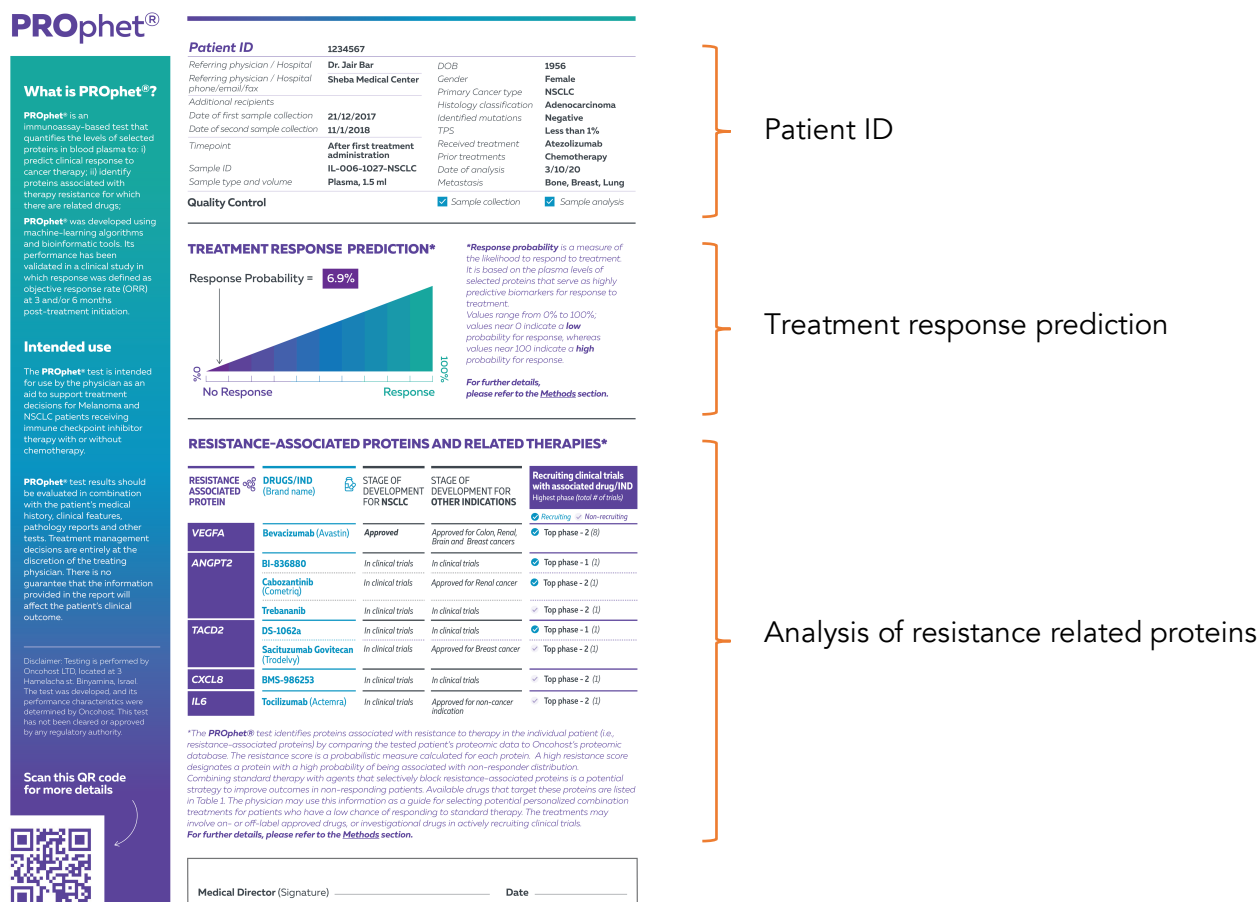 PROphet®
What is PROphet®?
PROphet® is an
immunoassay-based test that
quantifies the levels of selected
proteins in blood plasma to: i)
predict clinical response to
cancer therapy; ii) identify
proteins associated with
therapy resistance for which
there are related drugs;
PROphet® was developed using
machine-learning algorithms
and bioinformatic tools. Its
performance has been
validated in a clinical study in
which response was defined as
objective response rate (ORR)
at 3 and/or 6 months
post-treatment initiation.
Intended use
The PROphet® test is intended
for use by the physician as an
aid to support treatment
decisions for Melanoma and
NSCLC patients receiving
immune checkpoint inhibitor
therapy with or without
chemotherapy.
PROphet® test results should
be evaluated in combination
with the patient's medical
history, clinical features,
pathology reports and other
tests. Treatment management
decisions are entirely at the
discretion of the treating
physician. There is no
guarantee that the information
provided in the report will
affect the patient's clinical
outcome.
Disclaimer: Testing is performed by
Oncohost LTD, located at 3
Hamelacha st. Binyamina, Israel.
The test was developed, and its
performance characteristics were
determined by Oncohost. This test
has not been cleared or approved
by any regulatory authority.
Scan this QR code
for more details
Patient ID 1234567
Referring physician / Hospital Dr. Jair Bar
Referring physician / Hospital
phone/email/fax Sheba Medical Center
Additional recipients
Date of first sample collection 21/12/2017
Date of second sample collection 11/1/2018
Timepoint After first treatment
administration
Sample ID IL-006-1027-NSCLC
Sample type and volume Plasma, 1.5 ml
DOB 1956
Gender Female
Primary Cancer type NSCLC
Histology classification Adenocarcinoma
Identified mutations Negative
TPS Less than 1%
Received treatment Atezolizumab
Prior treatments Chemotherapy
Date of analysis 3/10/20
Metastasis Bone, Breast, Lung
Quality Control Sample collection Sample analysis
TREATMENT RESPONSE PREDICTION*
Response Probability = 6.9%
0% 100%
No Response Response
*Response probability is a measure of
the likelihood to respond to treatment.
It is based on the plasma levels of
selected proteins that serve as highly
predictive biomarkers for response to
treatment.
Values range from 0% to 100%;
values near 0 indicate a low
probability for response, whereas
values near 100 indicate a high
probability for response.
For further details,
please refer to the Methods section.
RESISTANCE-ASSOCIATED PROTEINS AND RELATED THERAPIES*
RESISTANCE
ASSOCIATED
PROTEIN
DRUGS/IND
(Brand name)
STAGE OF
DEVELOPMENT
FOR NSCLC
STAGE OF
DEVELOPMENT FOR
OTHER INDICATIONS
Recruiting clinical trials
with associated drug/IND
Highest phase (total # of trials)
Recruiting Non-recruiting
VEGFA Bevacizumab (Avastin) Approved Approved for Colon, Renal,
Brain and Breast cancers Top phase - 2 (8)
ANGPT2 BI-836880 In clinical trials In clinical trials Top phase - 1 (1)
Cabozantinib
(Cometriq) In clinical trials Approved for Renal cancer Top phase - 2 (1)
Trebananib In clinical trials In clinical trials Top phase - 2 (1)
TACD2 DS-1062a In clinical trials In clinical trials Top phase - 1 (1)
Sacituzumab Govitecan
(Trodelvy) In clinical trials Approved for Breast cancer Top phase - 2 (1)
CXCL8 BMS-986253 In clinical trials In clinical trials Top phase - 2 (1)
IL6 Tocilizumab (Actemra) In clinical trials Approved for non-cancer
indication Top phase - 2 (1)
*The PROphet® test identifies proteins associated with resistance to therapy in the individual patient (i.e.,
resistance-associated proteins) by comparing the tested patient's proteomic data to Oncohost's proteomic
database. The resistance score is a probabilistic measure calculated for each protein. A high resistance score
designates a protein with a high probability of being associated with non-responder distribution.
Combining standard therapy with agents that selectively block resistance-associated proteins is a potential
strategy to improve outcomes in non-responding patients. Available drugs that target these proteins are listed
in Table 1. The physician may use this information as a guide for selecting potential personalized combination
treatments for patients who have a low chance of responding to standard therapy. The treatments may
involve on- or off-label approved drugs, or investigational drugs in actively recruiting clinical trials.
For further details, please refer to the Methods section.
Medical Director (Signature) Date
Patient ID
Treatment response prediction
Analysis of resistance related proteins